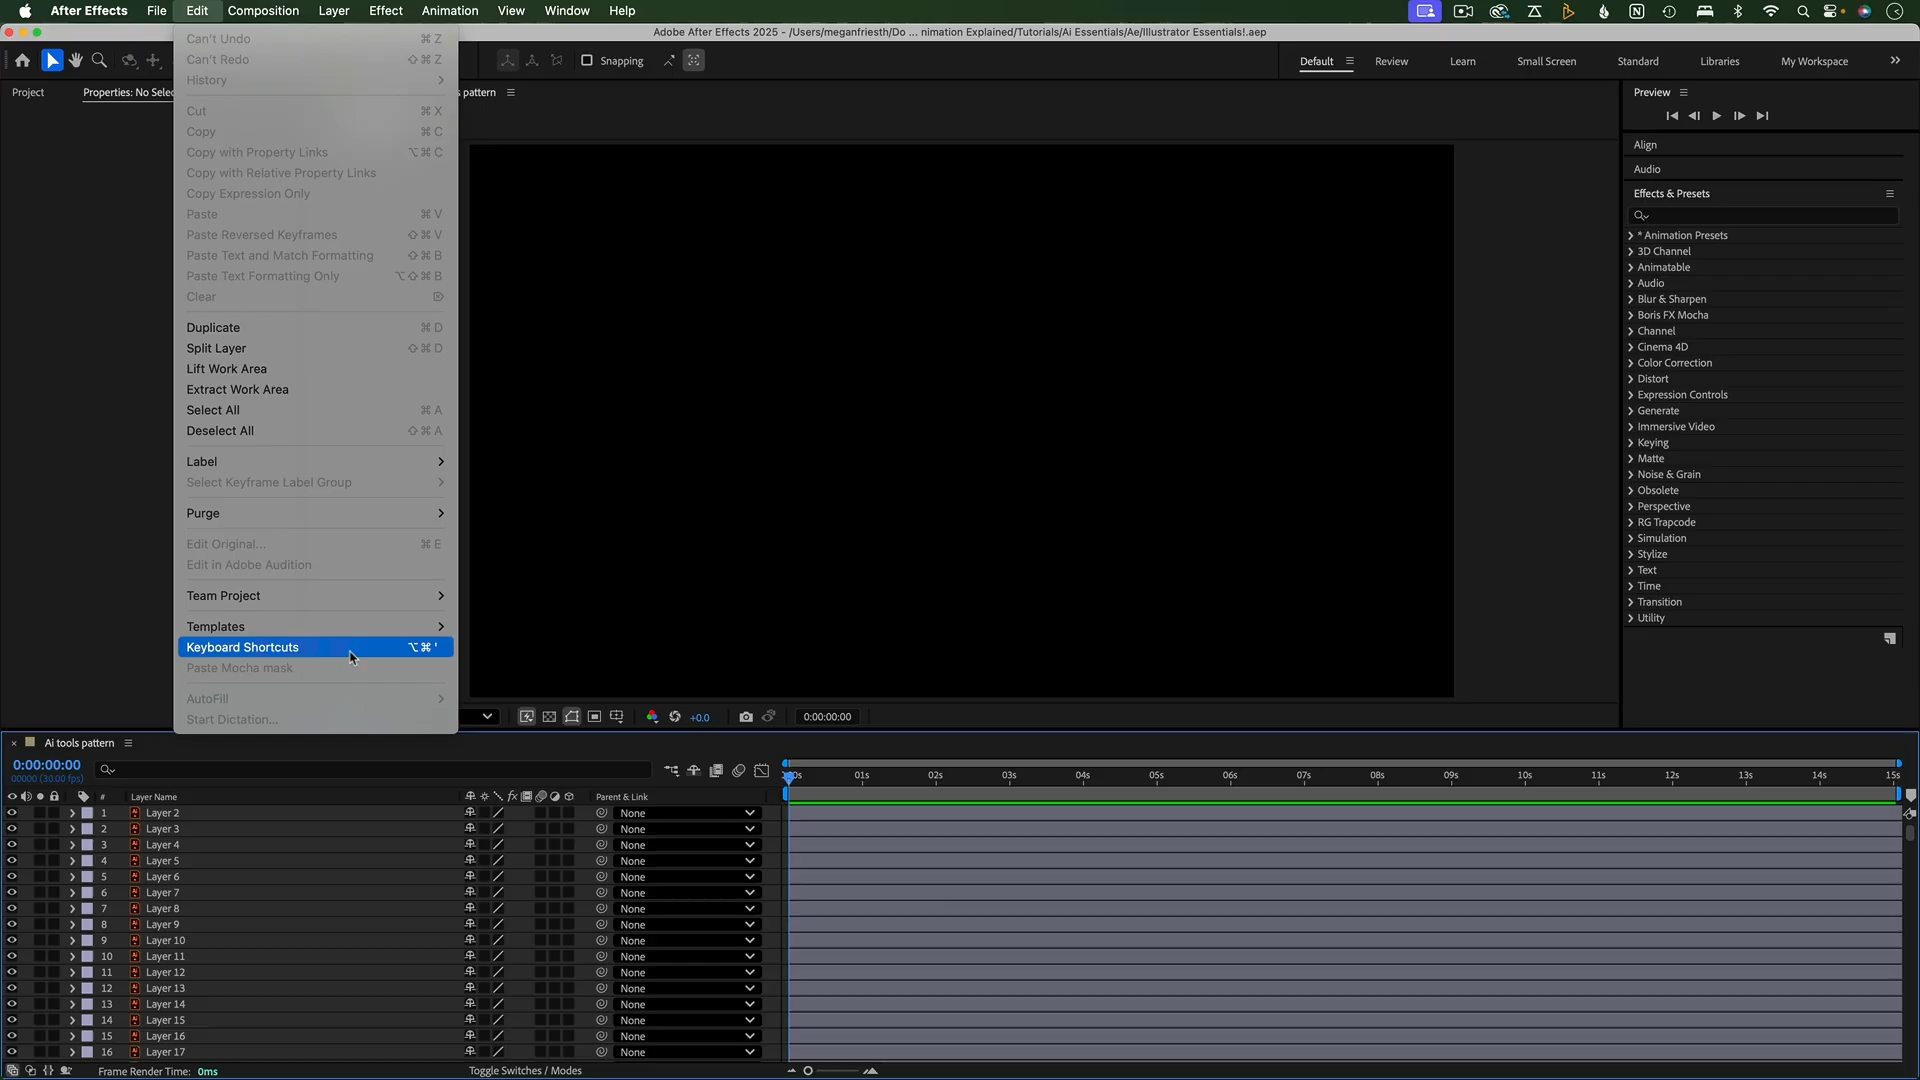 After Effects File Edit Composition Layer Effect Animation View Window Help
Adobe After Effects 2025 - /Users/meganfriesth/Do ... nimation Explained/Tutorials/Ai Essentials/Ae/Illustrator Essentials!.aep
Snapping Default Review Learn Small Screen Standard Libraries My Workspace
Project Properties: No Selec s pattern
Can't Undo ⌘ Z
Can't Redo ⇧ ⌘ Z
History
Cut ⌘ X
Copy ⌘ C
Copy with Property Links ⌥ ⌘ C
Copy with Relative Property Links
Copy Expression Only
Paste ⌘ V
Paste Reversed Keyframes ⇧ ⌘ V
Paste Text and Match Formatting ⇧ ⌘ B
Paste Text Formatting Only ⌥ ⇧ ⌘ B
Clear ⌦
Duplicate ⌘ D
Split Layer ⇧ ⌘ D
Lift Work Area
Extract Work Area
Select All ⌘ A
Deselect All ⇧ ⌘ A
Label
Select Keyframe Label Group
Purge
Edit Original... ⌘ E
Edit in Adobe Audition
Team Project
Templates
Keyboard Shortcuts ⌥ ⌘ '
Paste Mocha mask
AutoFill
Start Dictation...
Preview
Align
Audio
Effects & Presets
* Animation Presets
3D Channel
Animatable
Audio
Blur & Sharpen
Boris FX Mocha
Channel
Cinema 4D
Color Correction
Distort
Expression Controls
Generate
Immersive Video
Keying
Matte
Noise & Grain
Obsolete
Perspective
RG Trapcode
Simulation
Stylize
Text
Time
Transition
Utility
+0.0 0:00:00:00
Ai tools pattern
0:00:00:00
00000 (30.00 fps)
00s 01s 02s 03s 04s 05s 06s 07s 08s 09s 10s 11s 12s 13s 14s 15s
# Layer Name fx Parent & Link
1 Layer 2 None
2 Layer 3 None
3 Layer 4 None
4 Layer 5 None
5 Layer 6 None
6 Layer 7 None
7 Layer 8 None
8 Layer 9 None
9 Layer 10 None
10 Layer 11 None
11 Layer 12 None
12 Layer 13 None
13 Layer 14 None
14 Layer 15 None
15 Layer 16 None
16 Layer 17 None
Frame Render Time: 0ms Toggle Switches / Modes